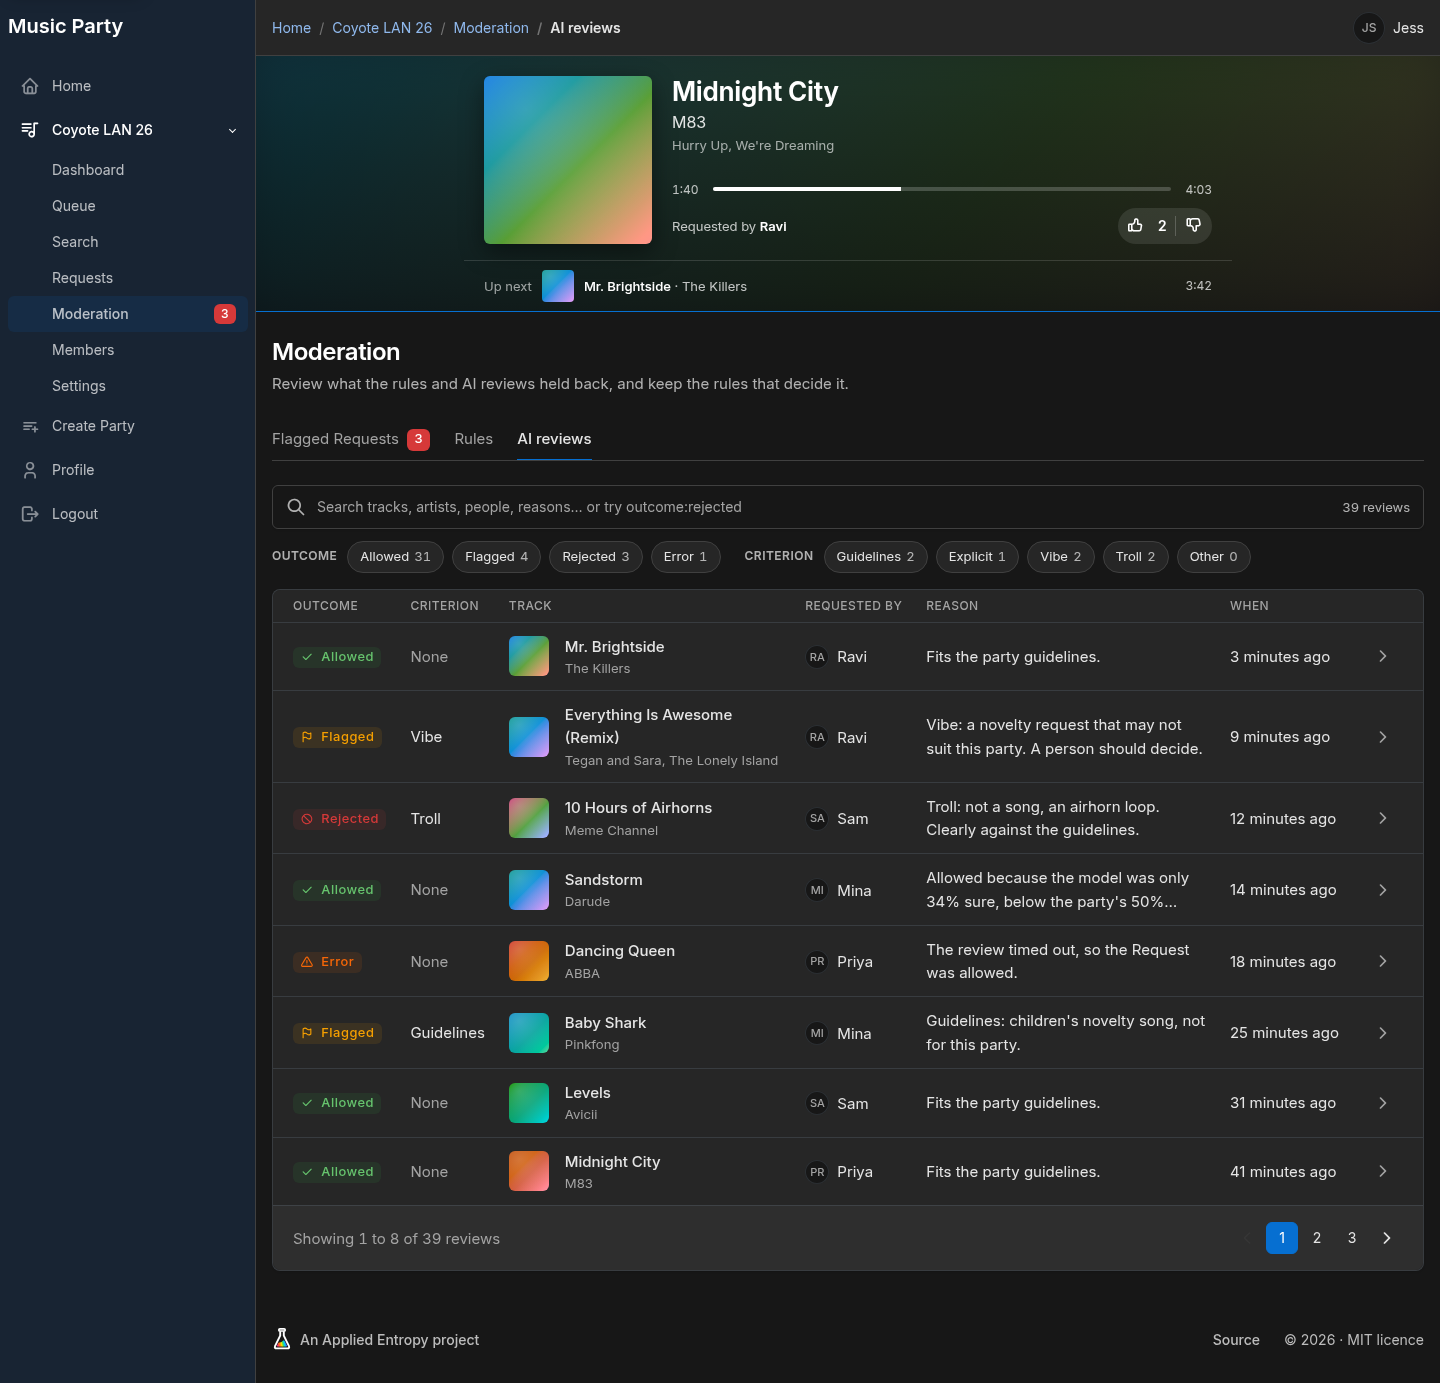 Music Party
Home
Coyote LAN 26
Dashboard
Queue
Search
Requests
Moderation 3
Members
Settings
Create Party
Profile
Logout
Home / Coyote LAN 26 / Moderation / AI reviews
JS Jess
Midnight City
M83
Hurry Up, We're Dreaming
1:40 4:03
Requested by Ravi 2
Up next Mr. Brightside · The Killers 3:42
Moderation
Review what the rules and AI reviews held back, and keep the rules that decide it.
Flagged Requests 3 Rules AI reviews
Search tracks, artists, people, reasons... or try outcome:rejected 39 reviews
OUTCOME Allowed 31 Flagged 4 Rejected 3 Error 1 CRITERION Guidelines 2 Explicit 1 Vibe 2 Troll 2 Other 0
OUTCOME CRITERION TRACK REQUESTED BY REASON WHEN
Allowed None Mr. Brightside RA Ravi Fits the party guidelines. 3 minutes ago
The Killers
Everything Is Awesome
Vibe: a novelty request that may not
Flagged Vibe (Remix) RA Ravi 9 minutes ago
suit this party. A person should decide.
Tegan and Sara, The Lonely Island
10 Hours of Airhorns Troll: not a song, an airhorn loop.
Rejected Troll SA Sam 12 minutes ago
Meme Channel Clearly against the guidelines.
Sandstorm Allowed because the model was only
Allowed None MI Mina 14 minutes ago
Darude 34% sure, below the party's 50%...
Dancing Queen The review timed out, so the Request
Error None PR Priya 18 minutes ago
ABBA was allowed.
Baby Shark Guidelines: children's novelty song, not
Flagged Guidelines MI Mina 25 minutes ago
Pinkfong for this party.
Levels
Allowed None SA Sam Fits the party guidelines. 31 minutes ago
Avicii
Midnight City
Allowed None PR Priya Fits the party guidelines. 41 minutes ago
M83
Showing 1 to 8 of 39 reviews 1 2 3
An Applied Entropy project Source © 2026 · MIT licence